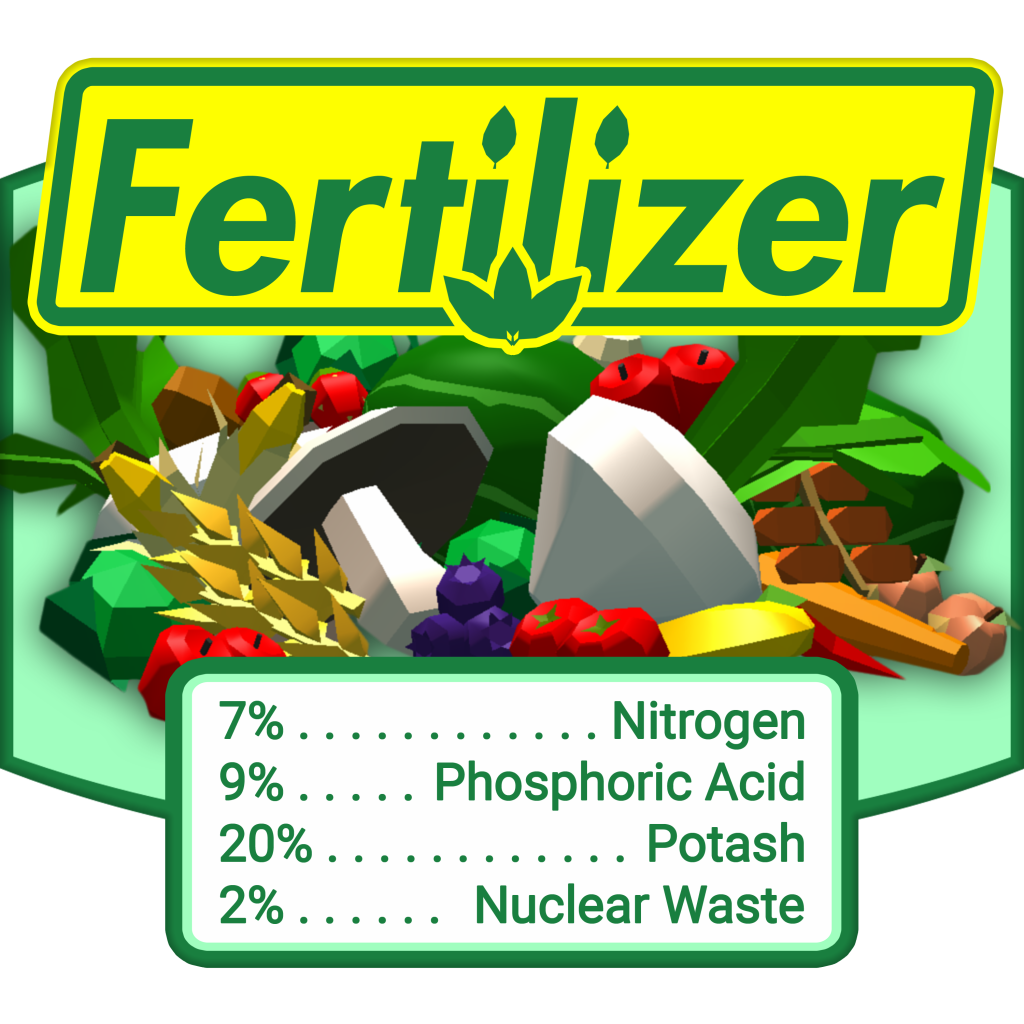 Fertilizer
7% . . . . . . . . . . . . Nitrogen
9% . . . . . Phosphoric Acid
20% . . . . . . . . . . . . Potash
2% . . . . . . Nuclear Waste